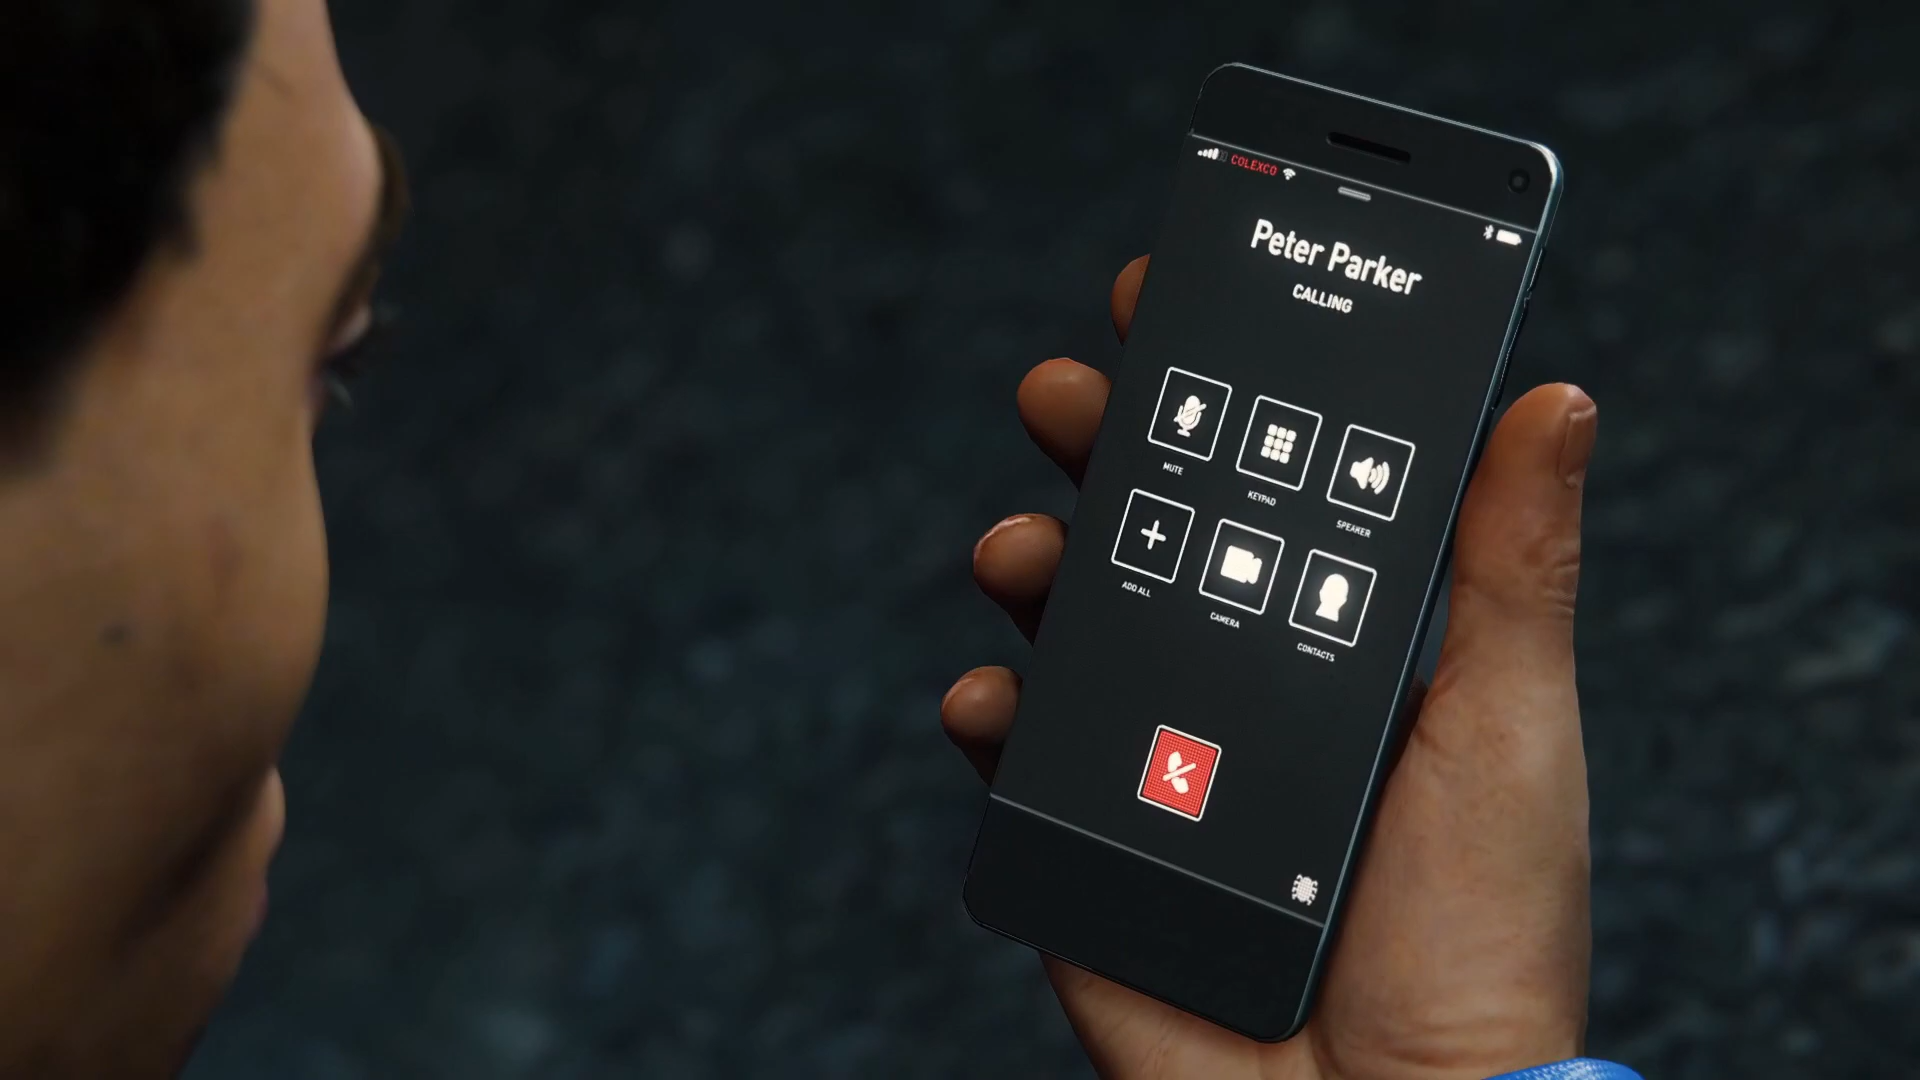 COLEXCO
Peter Parker
CALLING
MUTE
KEYPAD
SPEAKER
ADD ALL
CAMERA
CONTACTS